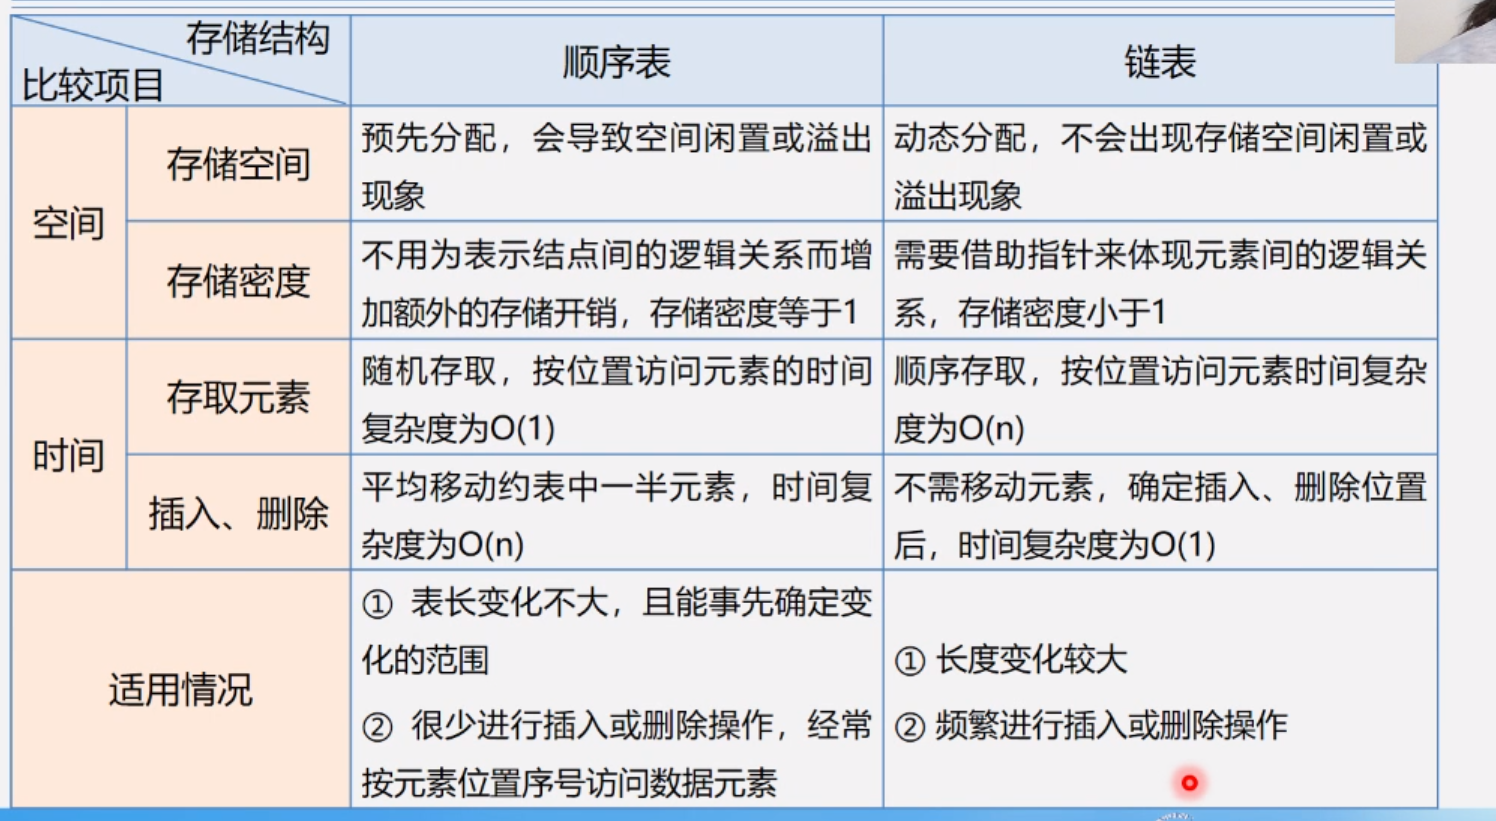 存储结构
比较项目
顺序表
链表
空间
存储空间
预先分配，会导致空间闲置或溢出
现象
动态分配，不会出现存储空间闲置或
溢出现象
存储密度
不用为表示结点间的逻辑关系而增
加额外的存储开销，存储密度等于1
需要借助指针来体现元素间的逻辑关
系，存储密度小于1
时间
存取元素
随机存取，按位置访问元素的时间
复杂度为O(1)
顺序存取，按位置访问元素时间复杂
度为O(n)
插入、删除
平均移动约表中一半元素，时间复
杂度为O(n)
不需移动元素，确定插入、删除位置
后，时间复杂度为O(1)
适用情况
① 表长变化不大，且能事先确定变
化的范围
② 很少进行插入或删除操作，经常
按元素位置序号访问数据元素
① 长度变化较大
② 频繁进行插入或删除操作